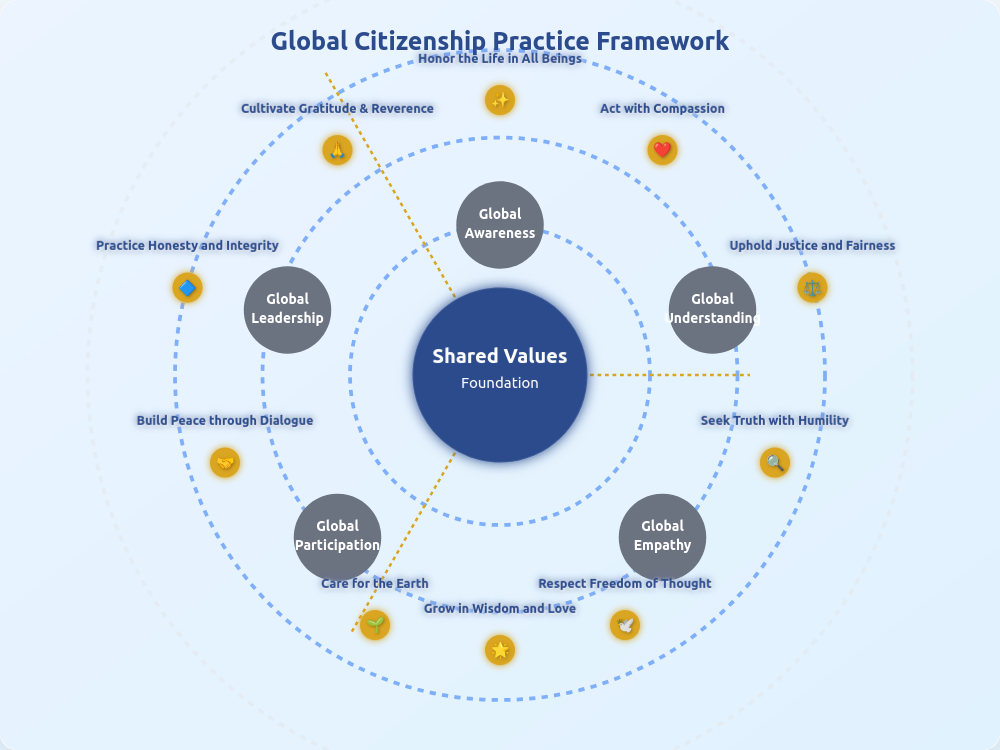 Global Citizenship Practice Framework
Honor the Life in All Beings
Cultivate Gratitude & Reverence
Act with Compassion
Global
Awareness
Practice Honesty and Integrity
Uphold Justice and Fairness
Global
Leadership
Global
Understanding
Shared Values
Foundation
Build Peace through Dialogue
Seek Truth with Humility
Global
Participation
Global
Empathy
Care for the Earth
Respect Freedom of Thought
Grow in Wisdom and Love